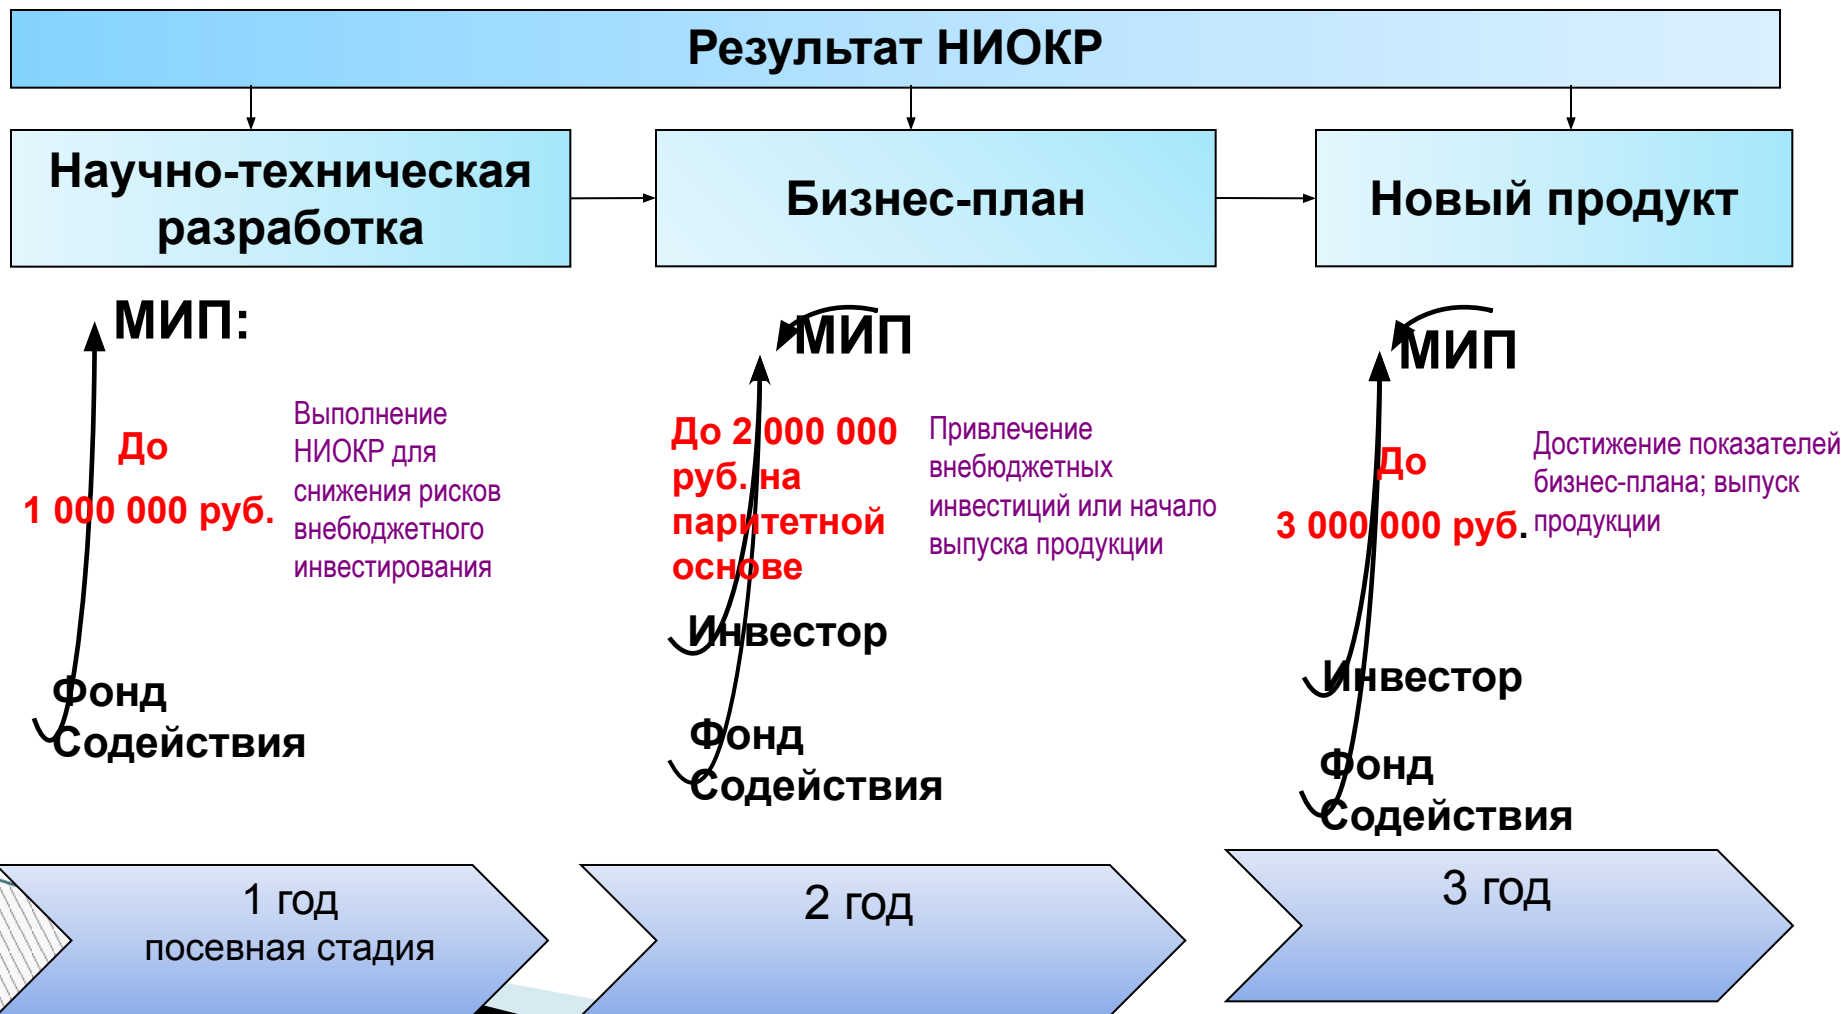 Результат НИОКР
Научно-техническая
разработка
Бизнес-план
Новый продукт
МИП:
До
1 000 000 руб.
Выполнение
НИОКР для
снижения рисков
внебюджетного
инвестирования
Фонд
Содействия
МИП
До 2 000 000
руб. на
паритетной
основе
Привлечение
внебюджетных
инвестиций или начало
выпуска продукции
Инвестор
Фонд
Содействия
МИП
До
3 000 000 руб.
Достижение показателей
бизнес-плана; выпуск
продукции
Инвестор
Фонд
Содействия
1 год
посевная стадия
2 год
3 год